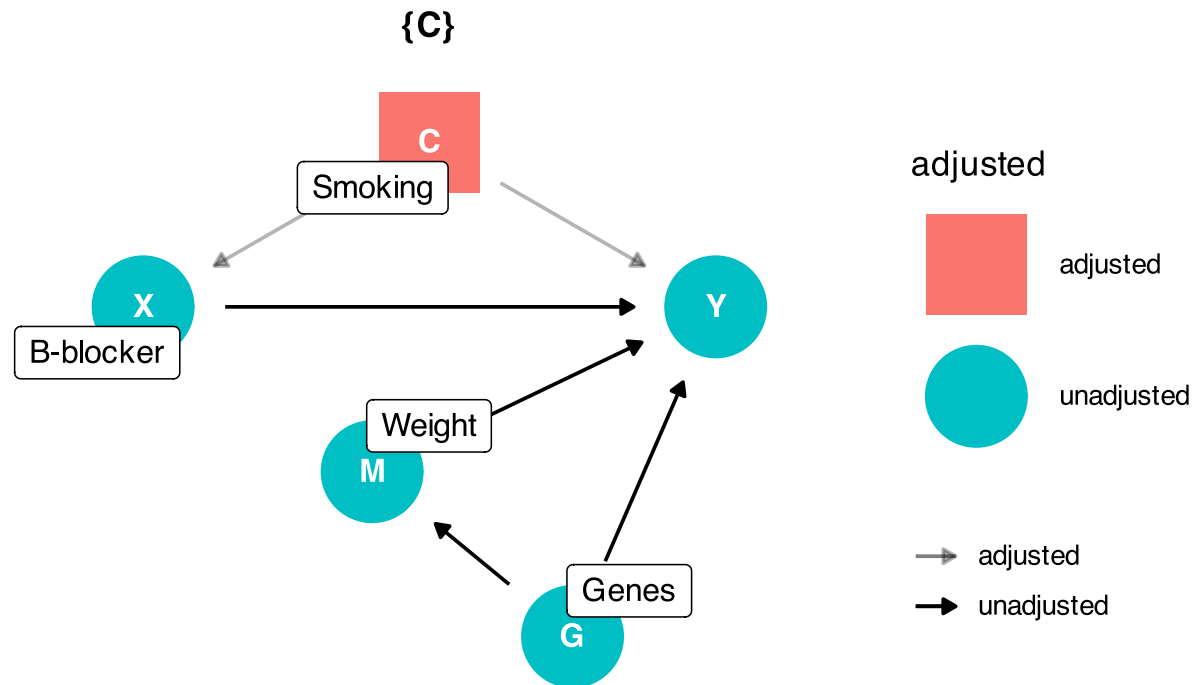 {C}
C
Smoking
X
B-blocker
Y
Weight
M
Genes
G
adjusted
adjusted
unadjusted
adjusted
unadjusted